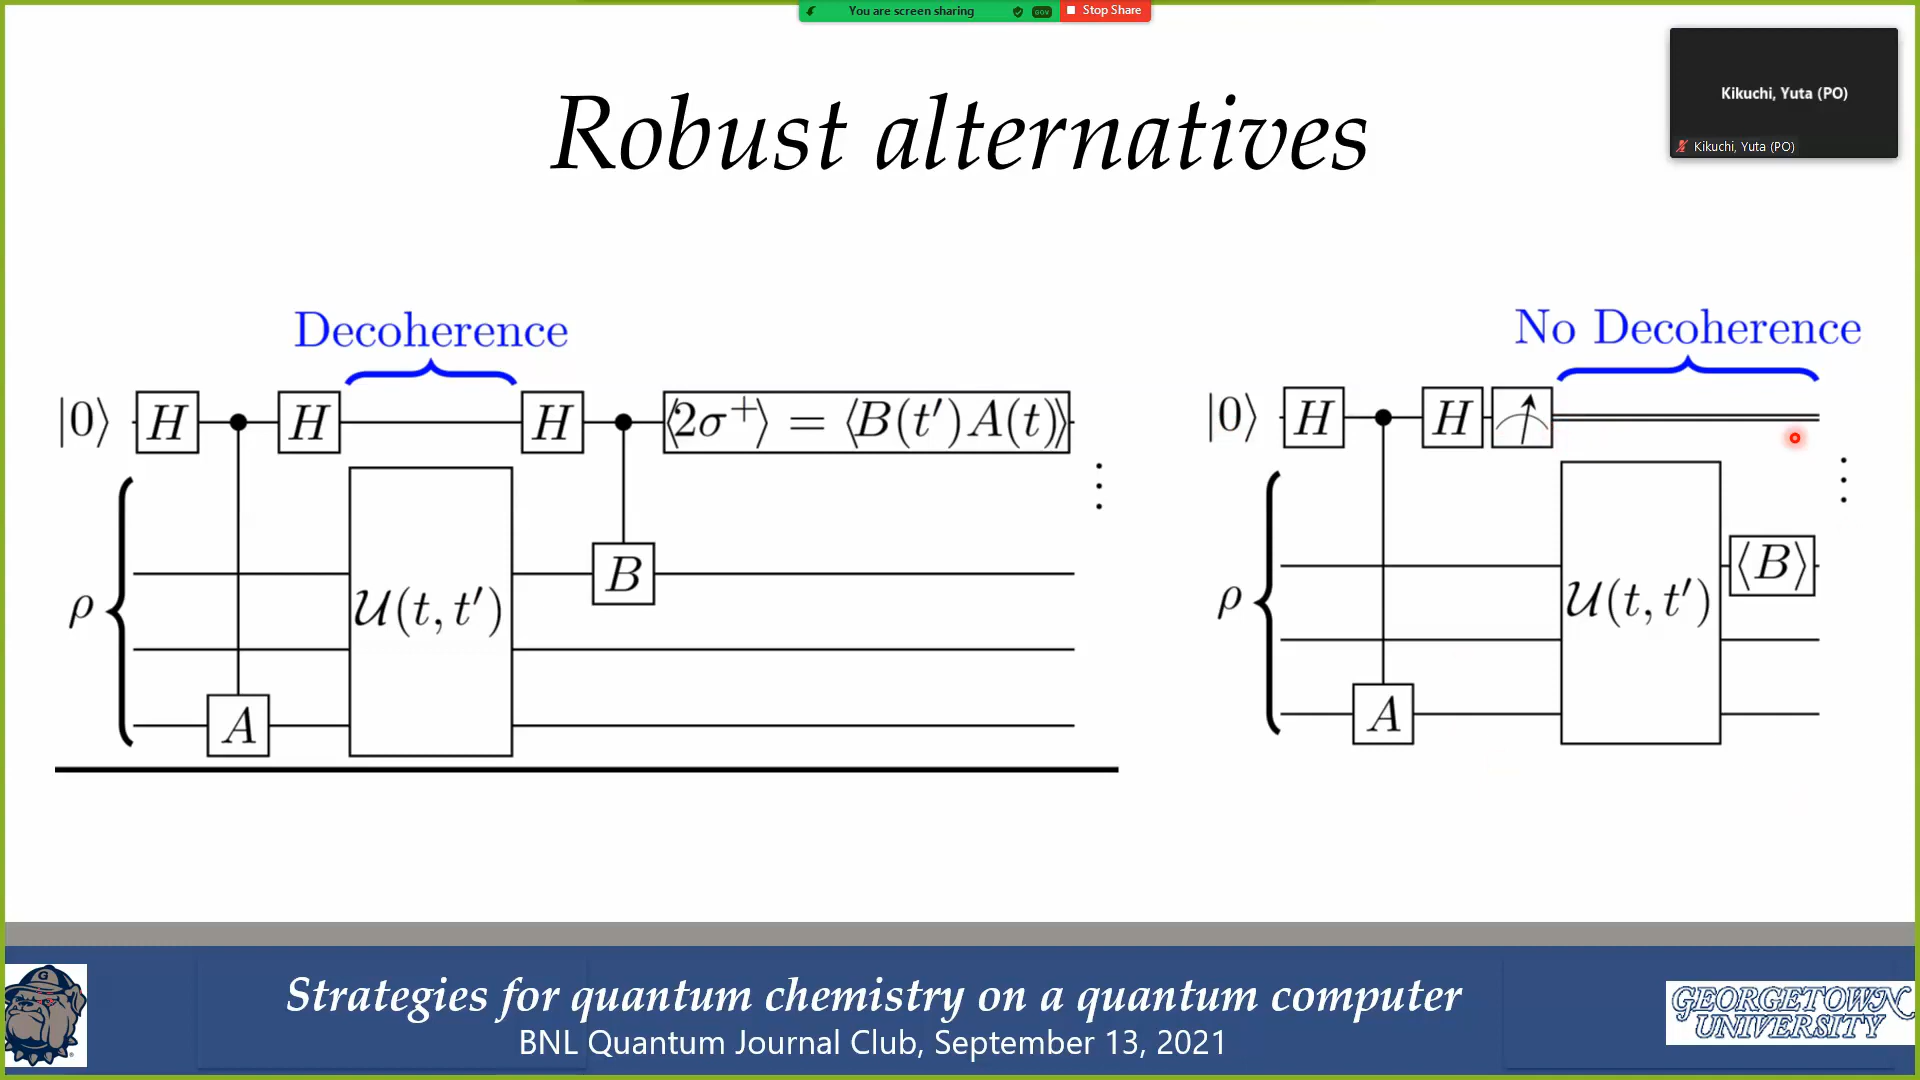 You are screen sharing
GOV
Stop Share
Kikuchi, Yuta (PO)
Kikuchi, Yuta (PO)
Robust alternatives
Decoherence
|0⟩ H H H ⟨2σ⁺⟩ = ⟨B(t′)A(t)⟩
⋮
B
ρ
𝒰(t, t′)
A
No Decoherence
|0⟩ H H
⋮
⟨B⟩
ρ
𝒰(t, t′)
A
Strategies for quantum chemistry on a quantum computer
BNL Quantum Journal Club, September 13, 2021
G
GEORGETOWN
UNIVERSITY